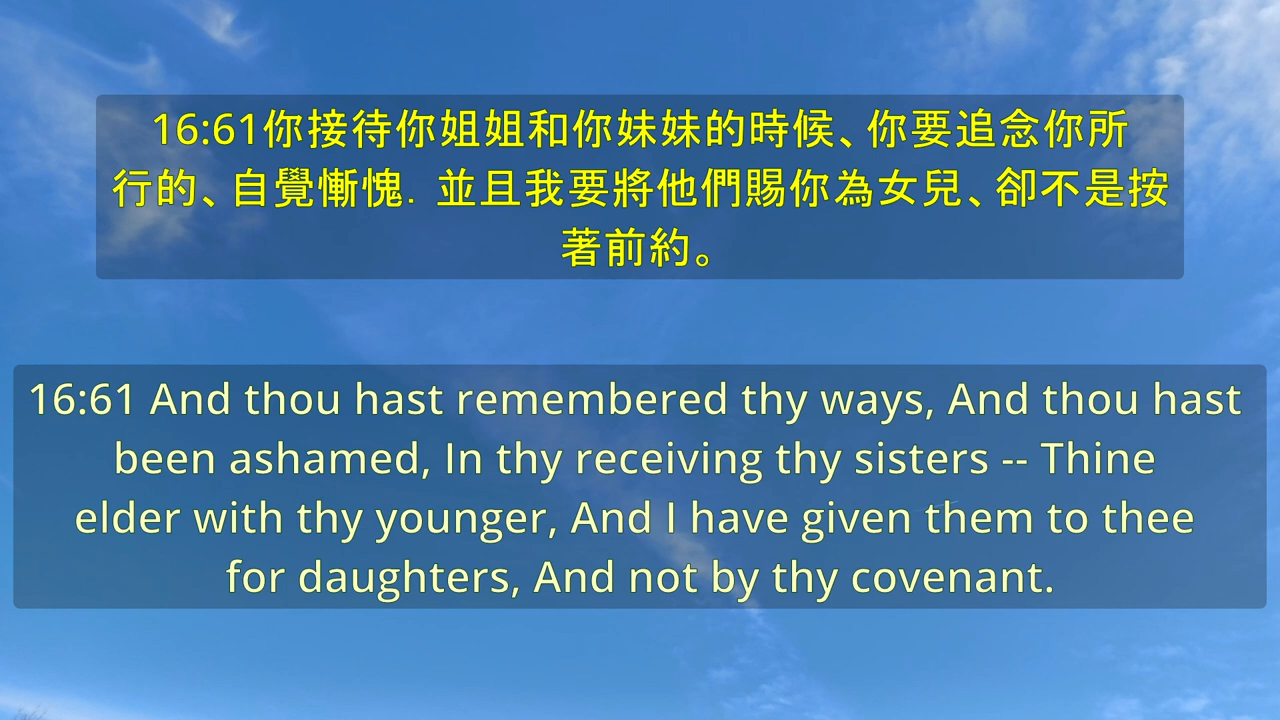 16:61你接待你姐姐和你妹妹的時候、你要追念你所
行的、自覺慚愧．並且我要將他們賜你為女兒、卻不是按
著前約。
16:61 And thou hast remembered thy ways, And thou hast
been ashamed, In thy receiving thy sisters -- Thine
elder with thy younger, And I have given them to thee
for daughters, And not by thy covenant.